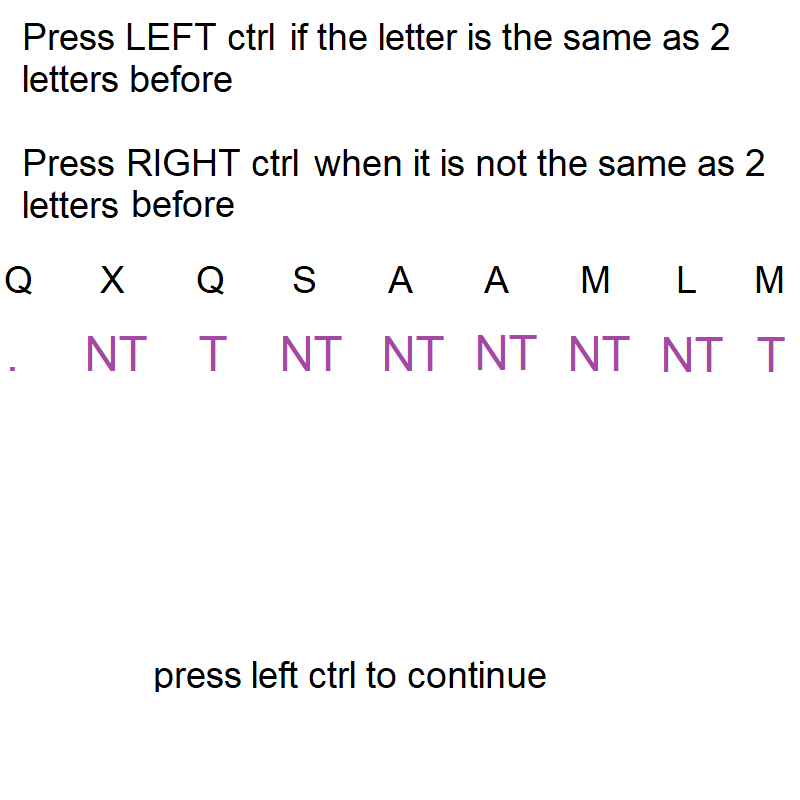 Press LEFT ctrl if the letter is the same as 2
letters before
Press RIGHT ctrl when it is not the same as 2
letters before
Q X Q S A A M L M
. NT T NT NT NT NT NT T
press left ctrl to continue